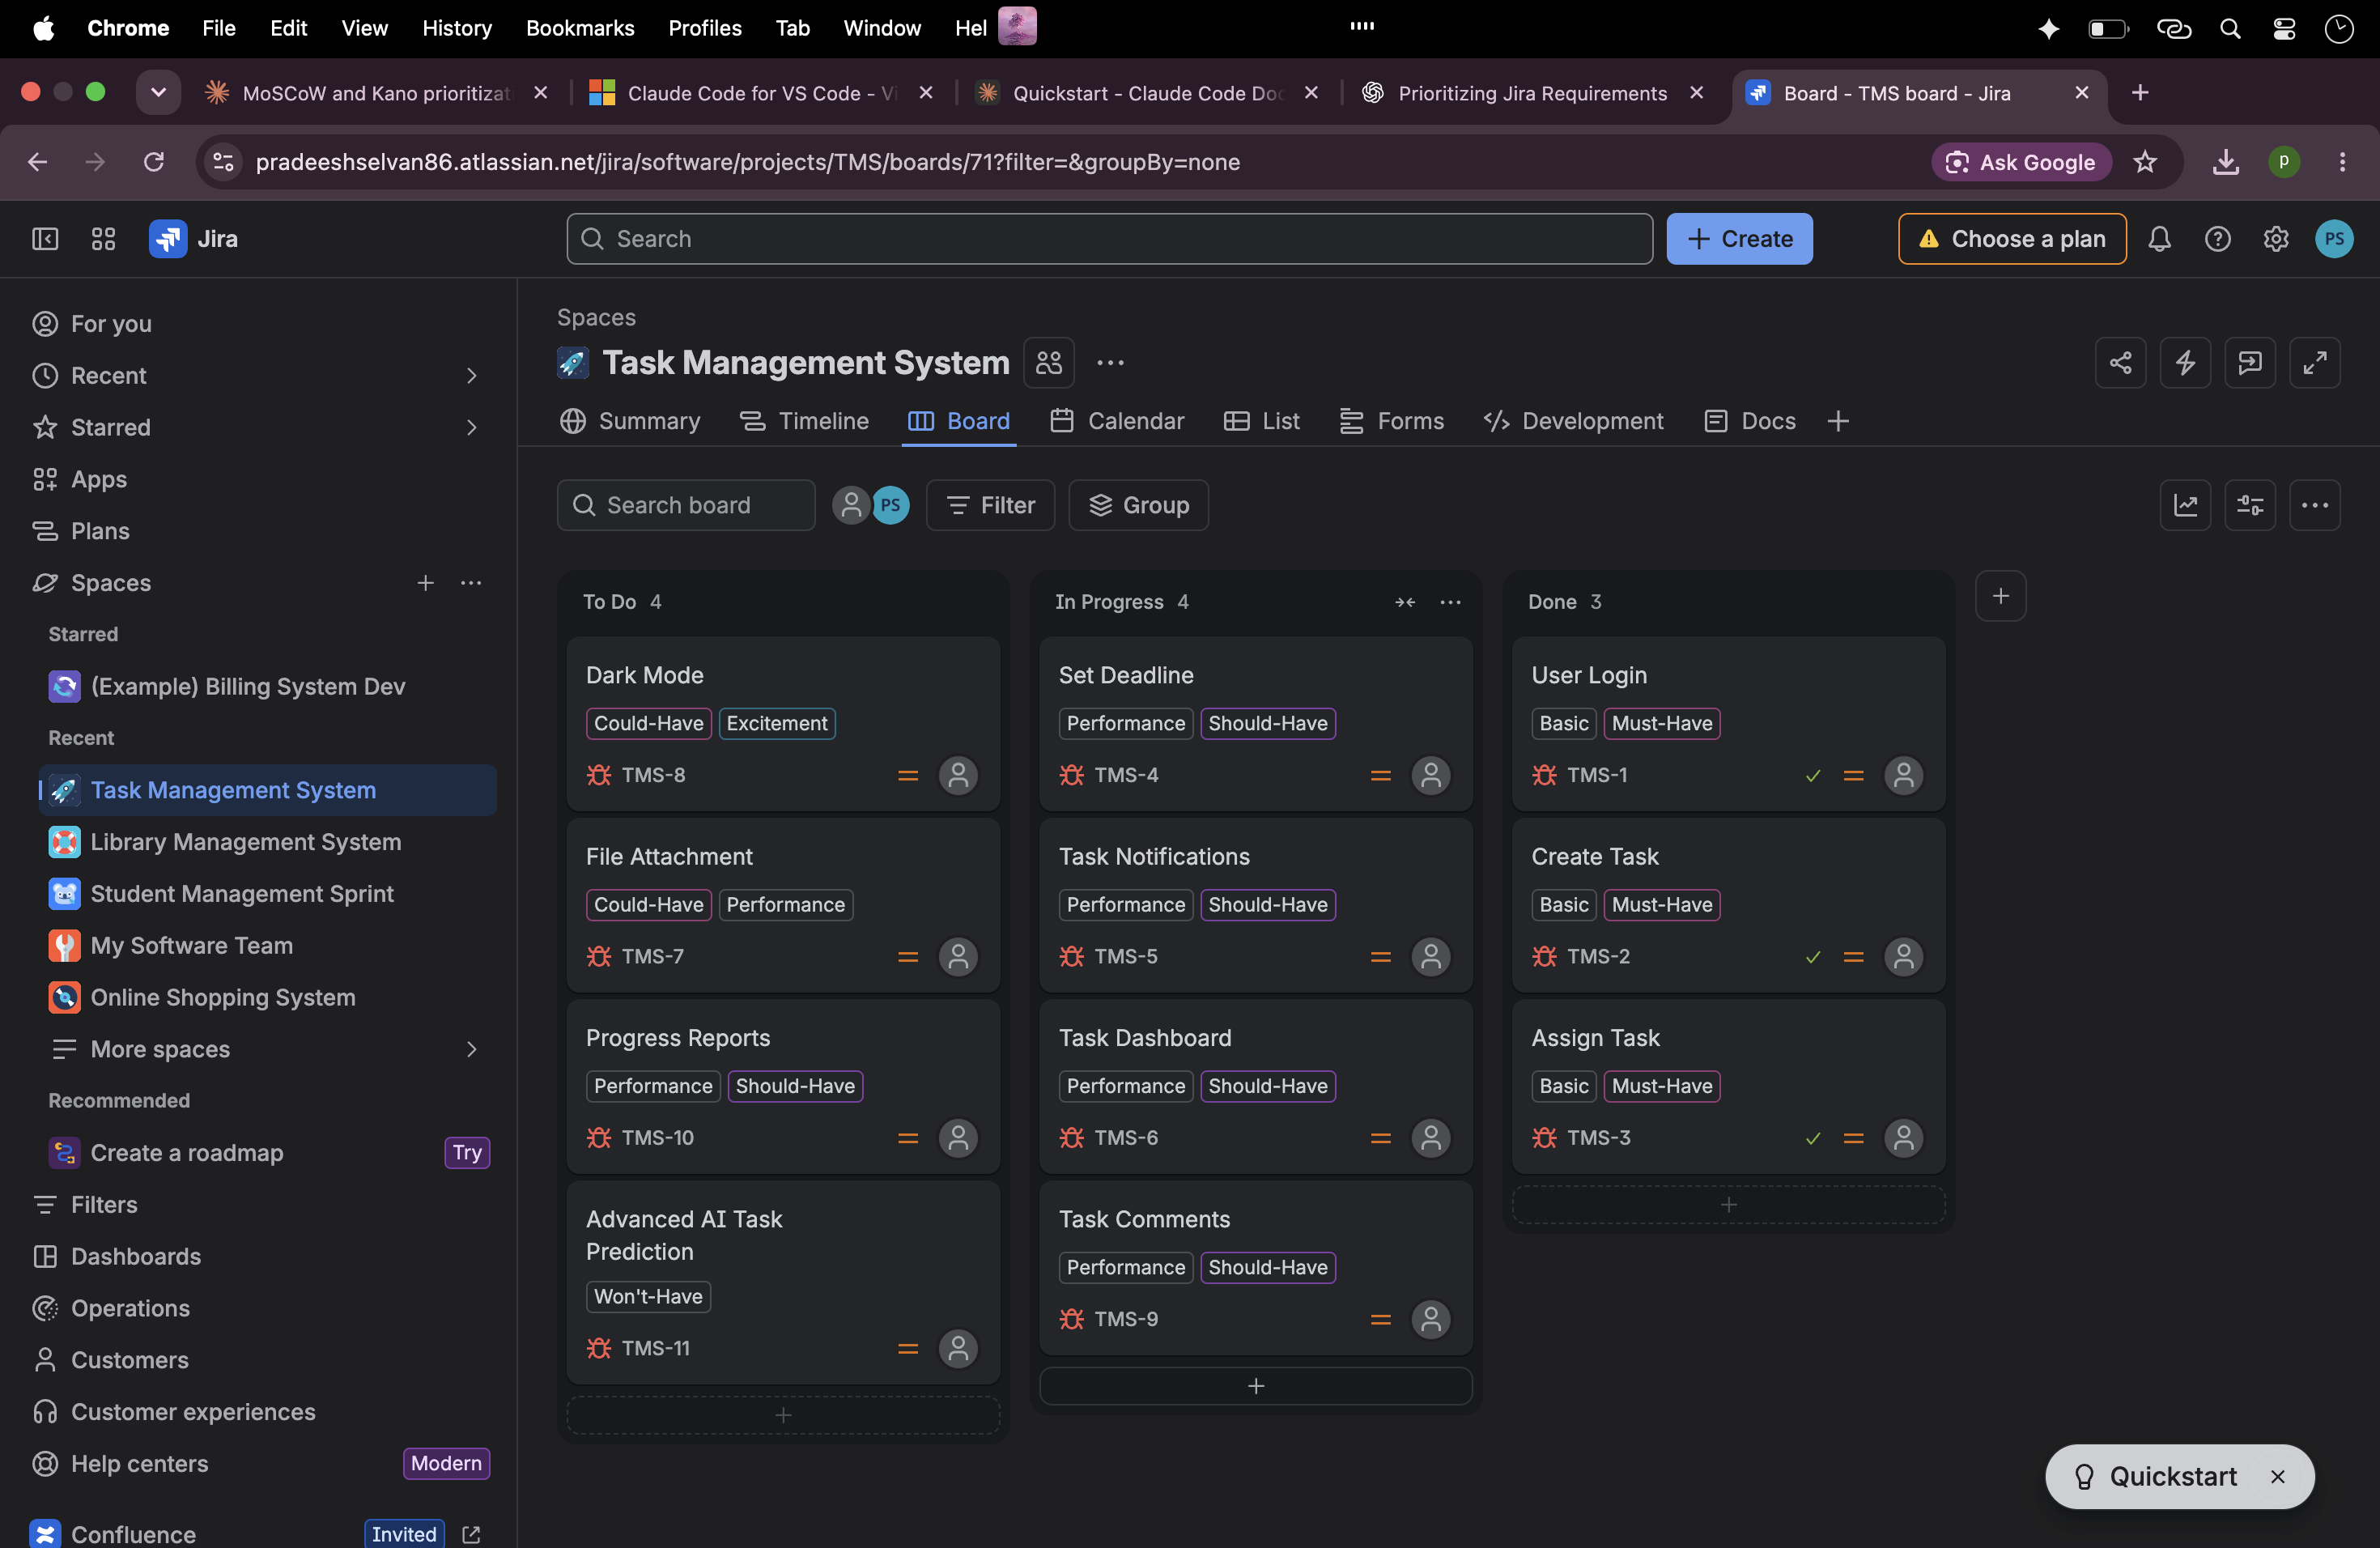 Chrome File Edit View History Bookmarks Profiles Tab Window Hel
MoSCoW and Kano prioritizat
Claude Code for VS Code - Vi
Quickstart - Claude Code Doc
Prioritizing Jira Requirements
Board - TMS board - Jira
pradeeshselvan86.atlassian.net/jira/software/projects/TMS/boards/71?filter=&groupBy=none
Ask Google
p
Jira
Search
+ Create
Choose a plan
PS
For you
Recent
Starred
Apps
Plans
Spaces
Starred
(Example) Billing System Dev
Recent
Task Management System
Library Management System
Student Management Sprint
My Software Team
Online Shopping System
More spaces
Recommended
Create a roadmap Try
Filters
Dashboards
Operations
Customers
Customer experiences
Help centers Modern
Confluence Invited
Spaces
Task Management System
Summary Timeline Board Calendar List Forms Development Docs
Search board
PS
Filter
Group
To Do 4
Dark Mode
Could-Have Excitement
TMS-8
File Attachment
Could-Have Performance
TMS-7
Progress Reports
Performance Should-Have
TMS-10
Advanced AI Task
Prediction
Won't-Have
TMS-11
In Progress 4
Set Deadline
Performance Should-Have
TMS-4
Task Notifications
Performance Should-Have
TMS-5
Task Dashboard
Performance Should-Have
TMS-6
Task Comments
Performance Should-Have
TMS-9
Done 3
User Login
Basic Must-Have
TMS-1
Create Task
Basic Must-Have
TMS-2
Assign Task
Basic Must-Have
TMS-3
Quickstart